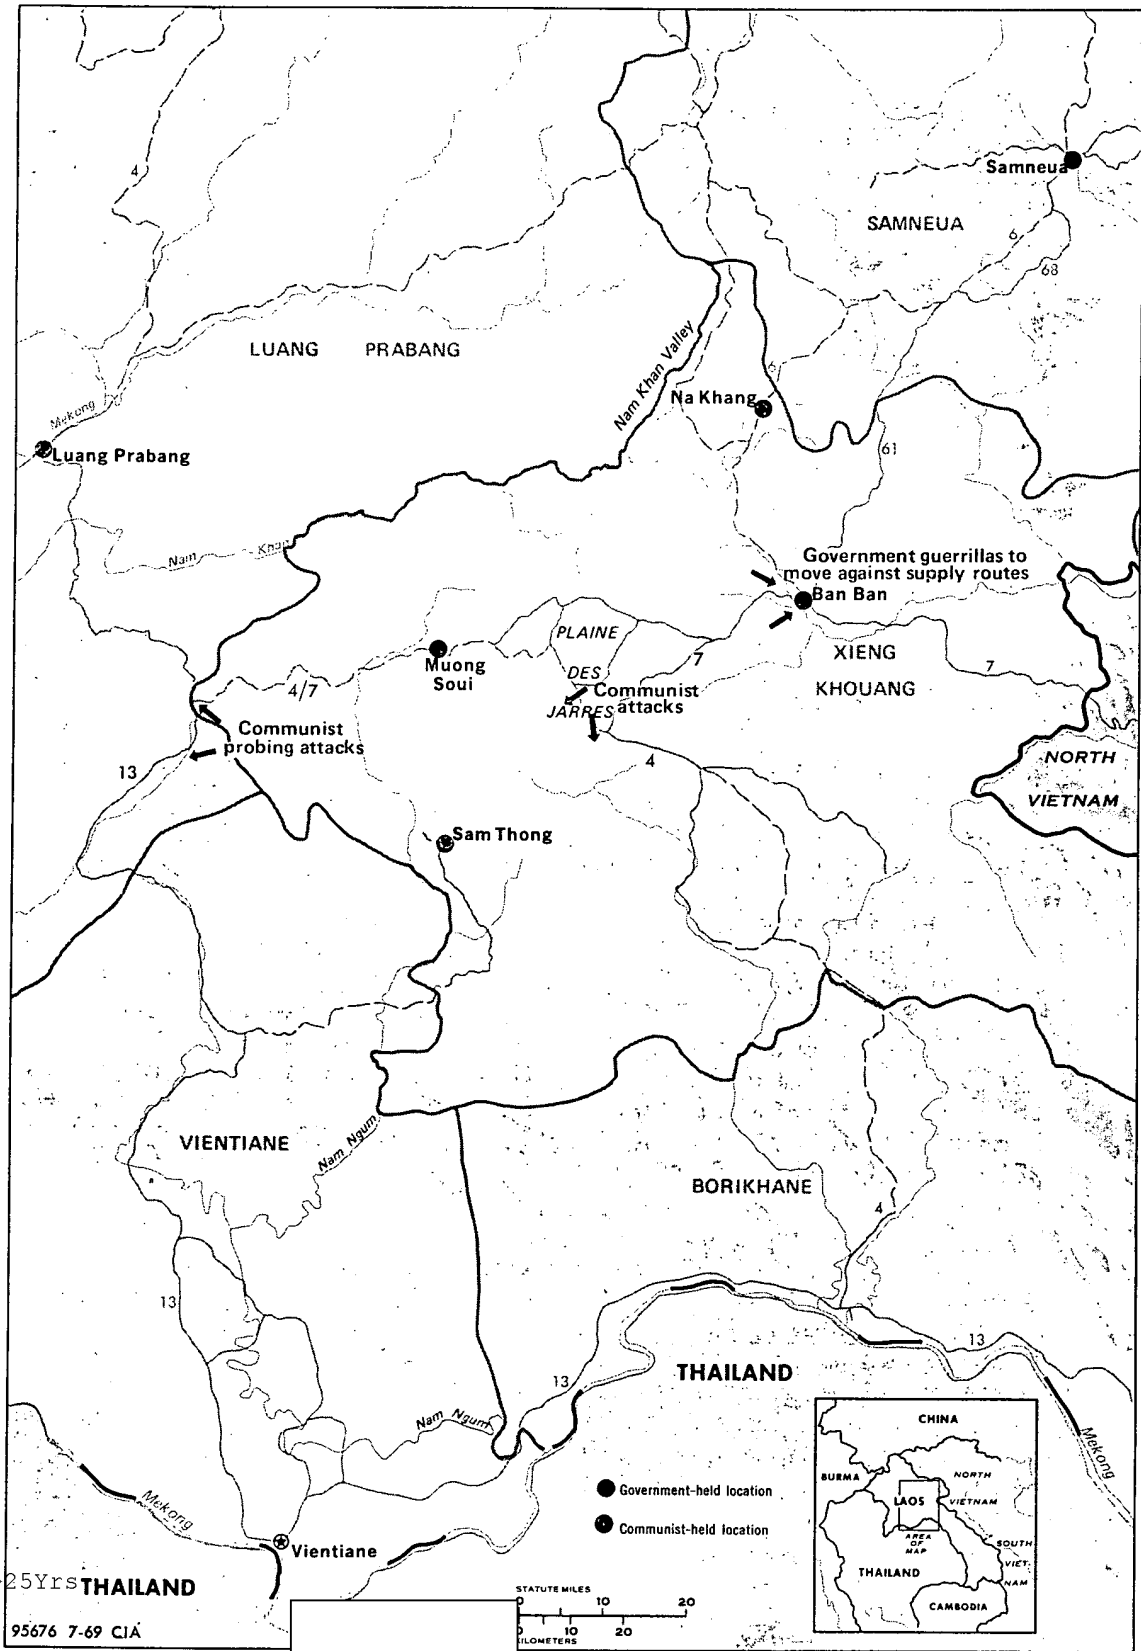 Samneua
SAMNEUA
4
6
68
LUANG PRABANG
Nam Khan Valley
6
Na Khang
Mekong
Luang Prabang
61
Nam Khan
Government guerrillas to
move against supply routes
Ban Ban
PLAINE
DES
JARRES
Muong
Soui
7
XIENG
KHOUANG
7
4/7
Communist
attacks
Communist
probing attacks
13
4
NORTH
VIETNAM
Sam Thong
VIENTIANE
Nam Ngum
BORIKHANE
4
13
13
THAILAND
13
Nam Ngum
Mekong
Mekong
Vientiane
Government-held location
Communist-held location
CHINA
BURMA
NORTH
VIETNAM
LAOS
AREA
OF
MAP
SOUTH
VIET-
NAM
THAILAND
CAMBODIA
25Yrs
THAILAND
STATUTE MILES
0 10 20
0 10 20
KILOMETERS
95676 7-69 CIA